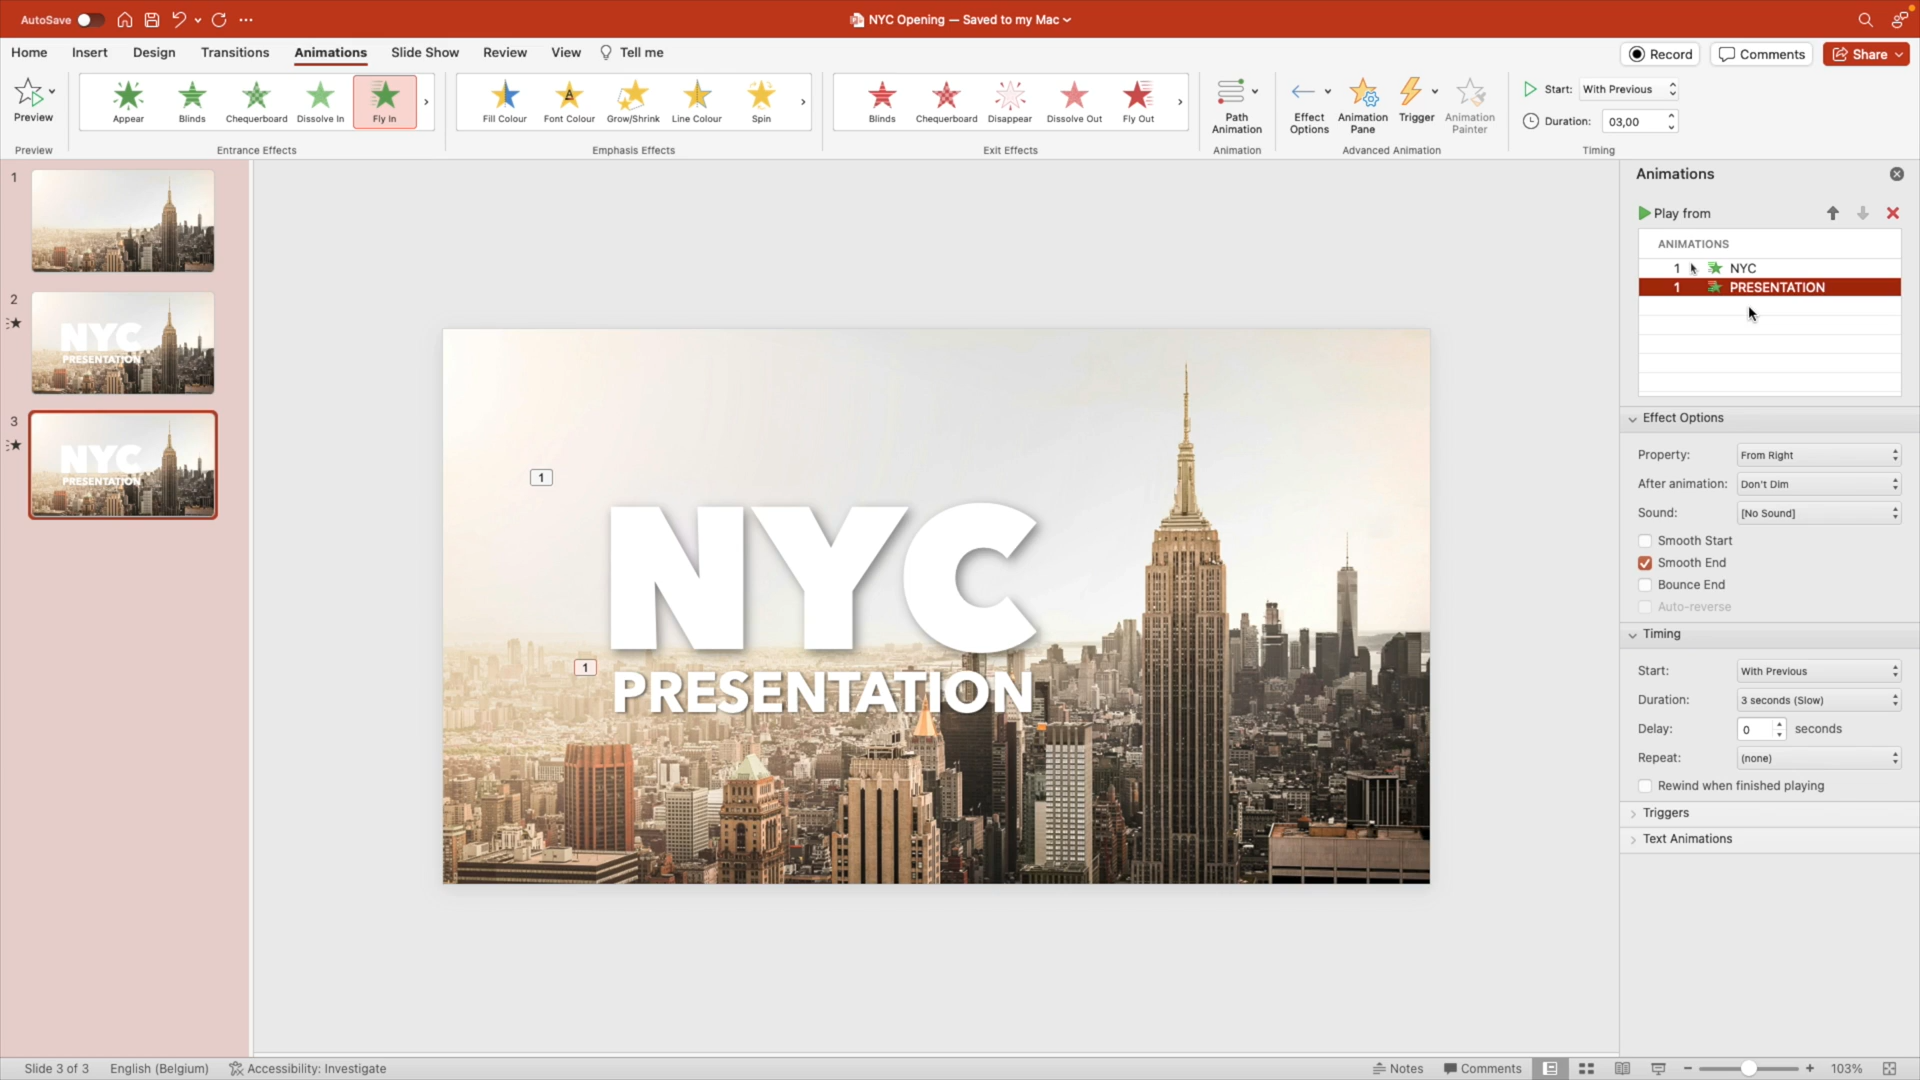 AutoSave
NYC Opening — Saved to my Mac
Home Insert Design Transitions Animations Slide Show Review View Tell me
Record Comments Share
Preview
Appear Blinds Chequerboard Dissolve In Fly In
Fill Colour Font Colour Grow/Shrink Line Colour Spin
Blinds Chequerboard Disappear Dissolve Out Fly Out
Path Animation
Effect Options
Animation Pane
Trigger
Animation Painter
Start: With Previous
Duration: 03,00
Preview Entrance Effects Emphasis Effects Exit Effects Animation Advanced Animation Timing
1
2
NYC
PRESENTATION
3
NYC
PRESENTATION
1
NYC
1
PRESENTATION
Animations
Play from
ANIMATIONS
1 NYC
1 PRESENTATION
Effect Options
Property: From Right
After animation: Don't Dim
Sound: [No Sound]
Smooth Start
Smooth End
Bounce End
Auto-reverse
Timing
Start: With Previous
Duration: 3 seconds (Slow)
Delay: 0 seconds
Repeat: (none)
Rewind when finished playing
Triggers
Text Animations
Slide 3 of 3 English (Belgium) Accessibility: Investigate
Notes Comments 103%